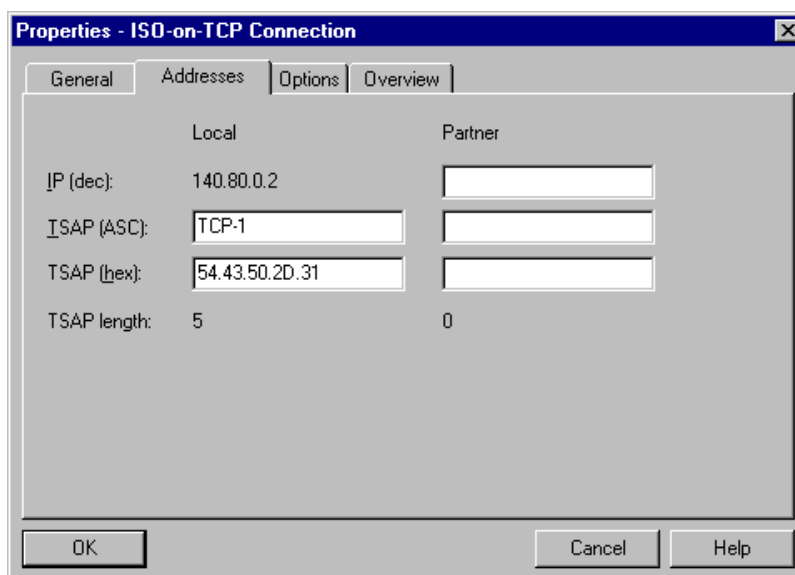 Properties - ISO-on-TCP Connection
General Addresses Options Overview
Local Partner
IP (dec): 140.80.0.2
TSAP (ASC): TCP-1
TSAP (hex): 54.43.50.2D.31
TSAP length: 5 0
OK Cancel Help